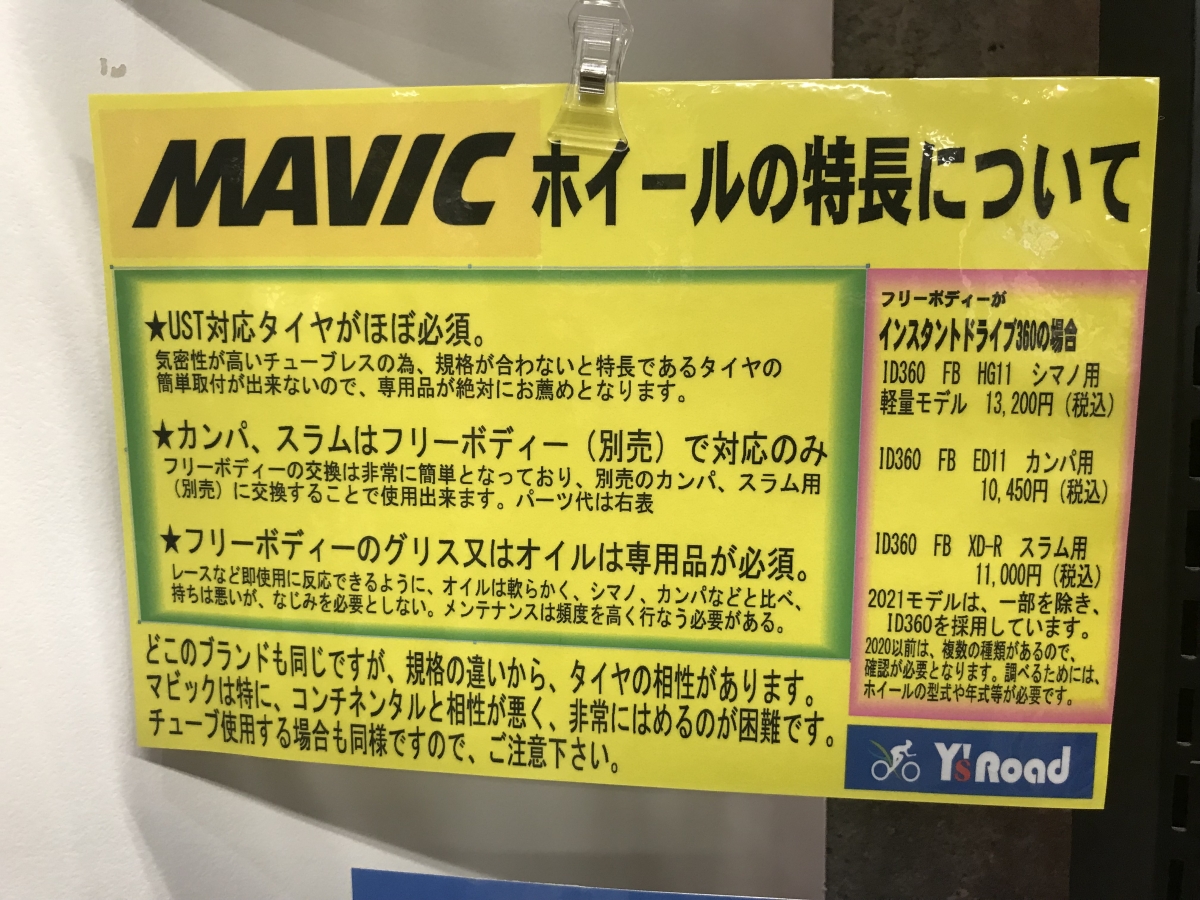 MAVIC ホイールの特長について
★UST対応タイヤがほぼ必須。
気密性が高いチューブレスの為、規格が合わないと特長であるタイヤの
簡単取付が出来ないので、専用品が絶対にお薦めとなります。
★カンパ、スラムはフリーボディー（別売）で対応のみ
フリーボディーの交換は非常に簡単となっており、別売のカンパ、スラム用
（別売）に交換することで使用出来ます。パーツ代は右表
★フリーボディーのグリス又はオイルは専用品が必須。
レースなど即使用に反応できるように、オイルは軟らかく、シマノ、カンパなどと比べ、
持ちは悪いが、なじみを必要としない。メンテナンスは頻度を高く行なう必要がある。
どこのブランドも同じですが、規格の違いから、タイヤの相性があります。
マビックは特に、コンチネンタルと相性が悪く、非常にはめるのが困難です。
チューブ使用する場合も同様ですので、ご注意下さい。
フリーボディーが
インスタントドライブ360の場合
ID360 FB HG11 シマノ用
軽量モデル 13,200円（税込）
ID360 FB ED11 カンパ用
10,450円（税込）
ID360 FB XD-R スラム用
11,000円（税込）
2021モデルは、一部を除き、
ID360を採用しています。
2020以前は、複数の種類があるので、
確認が必要となります。調べるためには、
ホイールの型式や年式等が必要です。
Y'sRoad